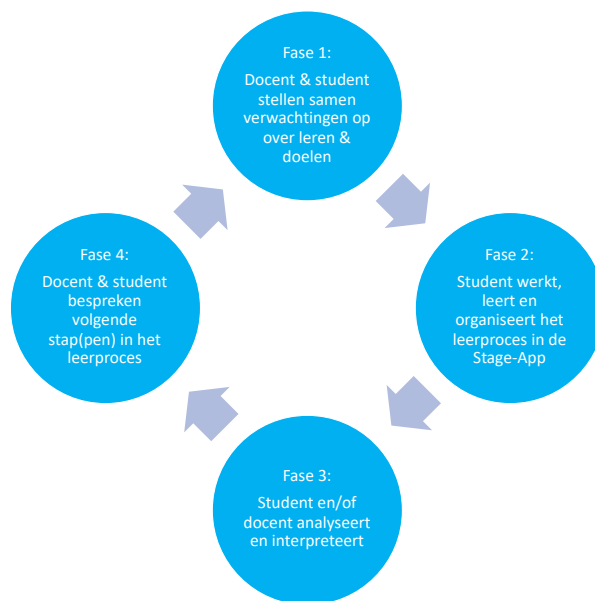 Fase 1:
Docent & student
stellen samen
verwachtingen op
over leren &
doelen
Fase 2:
Student werkt,
leert en
organiseert het
leerproces in de
Stage-App
Fase 3:
Student en/of
docent analyseert
en interpreteert
Fase 4:
Docent & student
bespreken
volgende
stap(pen) in het
leerproces